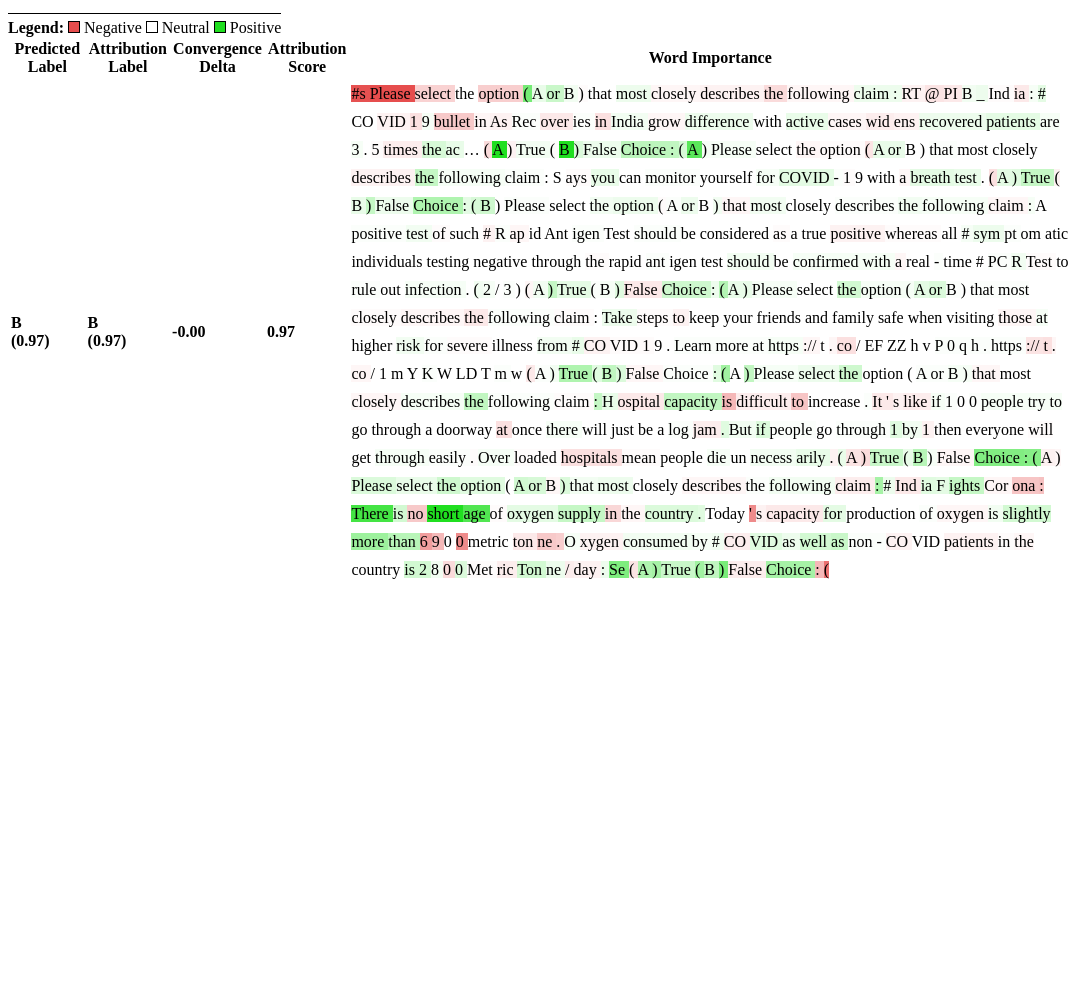 Legend: Negative Neutral Positive
Predicted Label Attribution Label Convergence Delta Attribution Score Word Importance
B (0.97) B (0.97) -0.00 0.97
#s Please select the option ( A or B ) that most closely describes the following claim : RT @ PI B _ Ind ia : #
CO VID 1 9 bullet in As Rec over ies in India grow difference with active cases wid ens recovered patients are
3 . 5 times the ac … ( A ) True ( B ) False Choice : ( A ) Please select the option ( A or B ) that most closely
describes the following claim : S ays you can monitor yourself for COVID - 1 9 with a breath test . ( A ) True (
B ) False Choice : ( B ) Please select the option ( A or B ) that most closely describes the following claim : A
positive test of such # R ap id Ant igen Test should be considered as a true positive whereas all # sym pt om atic
individuals testing negative through the rapid ant igen test should be confirmed with a real - time # PC R Test to
rule out infection . ( 2 / 3 ) ( A ) True ( B ) False Choice : ( A ) Please select the option ( A or B ) that most
closely describes the following claim : Take steps to keep your friends and family safe when visiting those at
higher risk for severe illness from # CO VID 1 9 . Learn more at https :// t . co / EF ZZ h v P 0 q h . https :// t .
co / 1 m Y K W LD T m w ( A ) True ( B ) False Choice : ( A ) Please select the option ( A or B ) that most
closely describes the following claim : H ospital capacity is difficult to increase . It ' s like if 1 0 0 people try to
go through a doorway at once there will just be a log jam . But if people go through 1 by 1 then everyone will
get through easily . Over loaded hospitals mean people die un necess arily . ( A ) True ( B ) False Choice : ( A )
Please select the option ( A or B ) that most closely describes the following claim : # Ind ia F ights Cor ona :
There is no short age of oxygen supply in the country . Today ' s capacity for production of oxygen is slightly
more than 6 9 0 0 metric ton ne . O xygen consumed by # CO VID as well as non - CO VID patients in the
country is 2 8 0 0 Met ric Ton ne / day : Se ( A ) True ( B ) False Choice : (